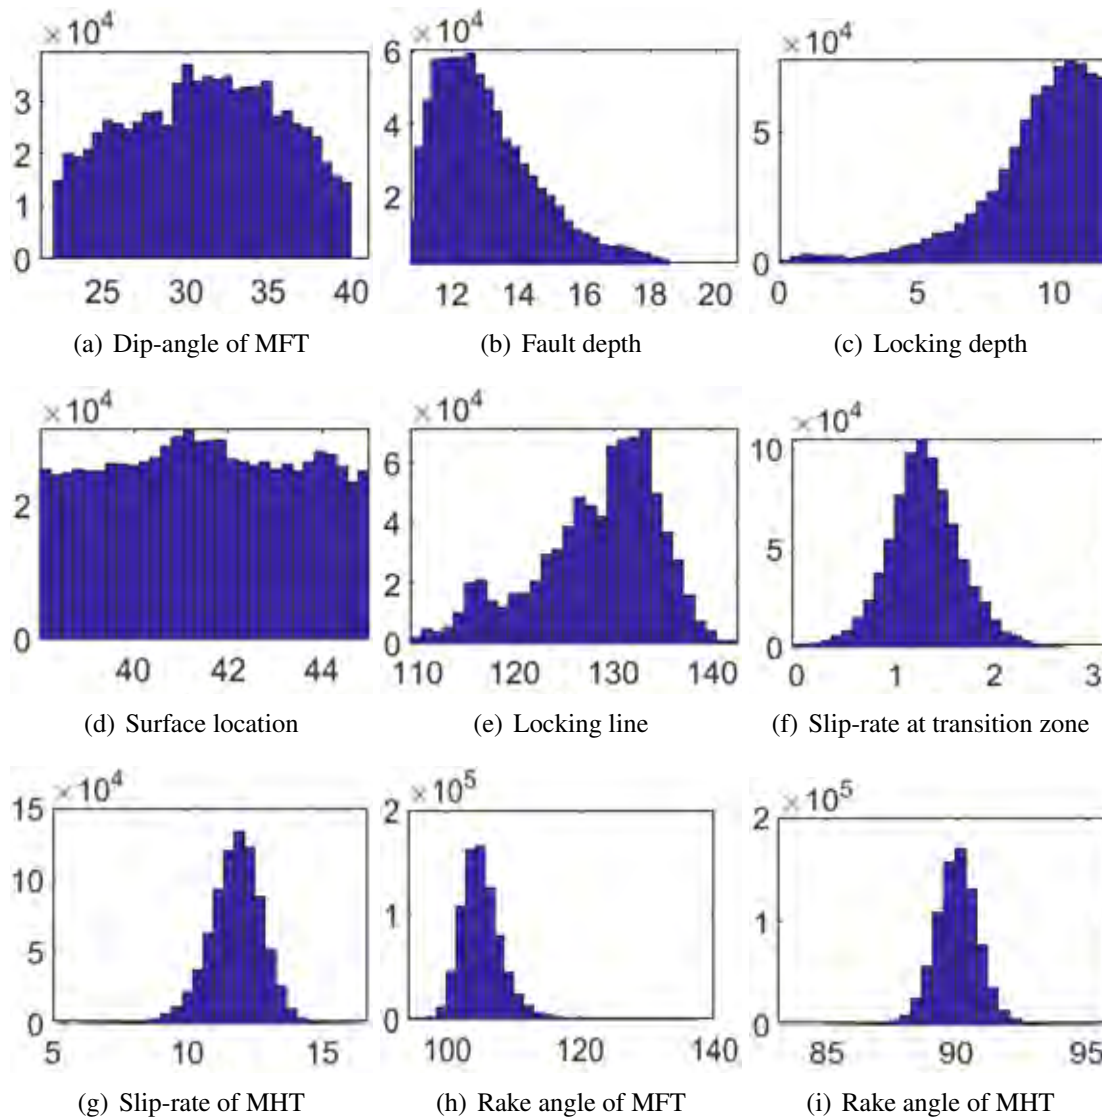 ×10⁴ ×10⁴ ×10⁴
3 2 1 0
6 4 2
5 0
25 30 35 40 12 14 16 18 20 0 5 10
(a) Dip-angle of MFT (b) Fault depth (c) Locking depth
×10⁴ ×10⁴ ×10⁴
2 0
6 4 2 0
10 5 0
40 42 44 110 120 130 140 0 1 2 3
(d) Surface location (e) Locking line (f) Slip-rate at transition zone
×10⁴ ×10⁵ ×10⁵
15 10 5 0
2 1 0
2 1 0
5 10 15 100 120 140 85 90 95
(g) Slip-rate of MHT (h) Rake angle of MFT (i) Rake angle of MHT